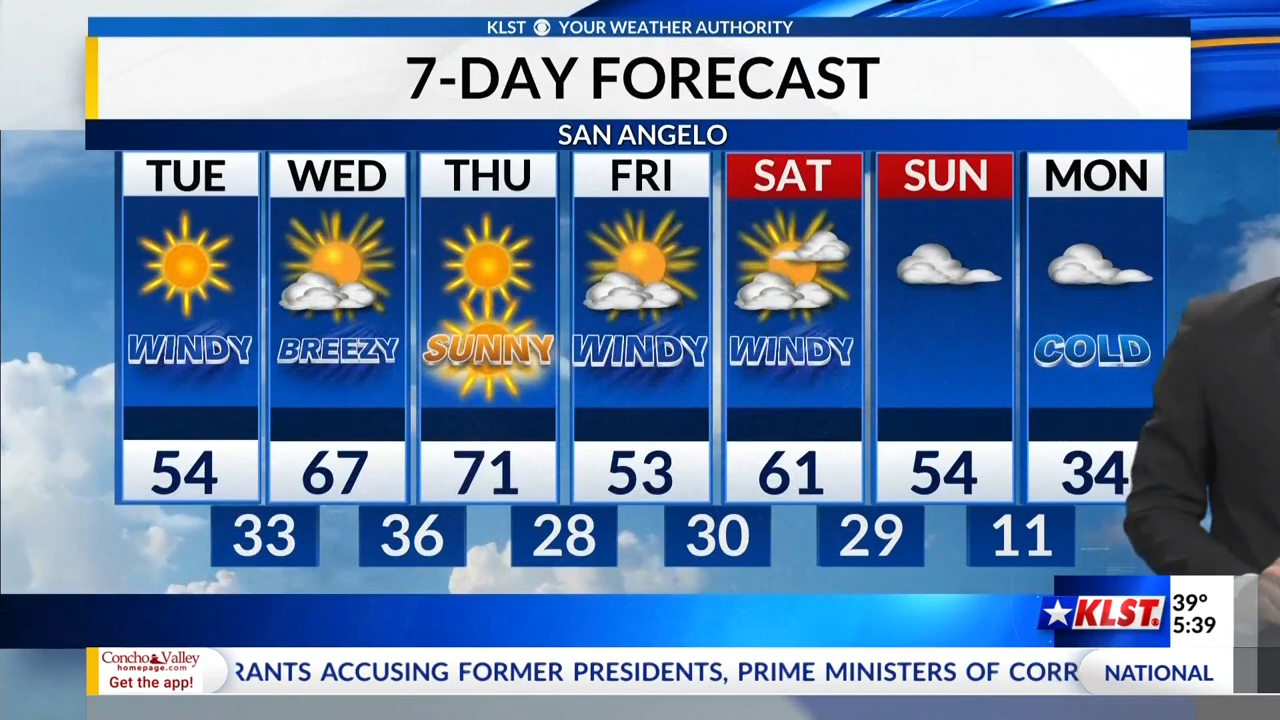 KLST YOUR WEATHER AUTHORITY
7-DAY FORECAST
SAN ANGELO
TUE WED THU FRI SAT SUN MON
WINDY BREEZY SUNNY WINDY WINDY COLD
54 67 71 53 61 54 34
33 36 28 30 29 11
KLST
39°
5:39
Concho Valley
homepage.com
Get the app!
RANTS ACCUSING FORMER PRESIDENTS, PRIME MINISTERS OF CORR
NATIONAL